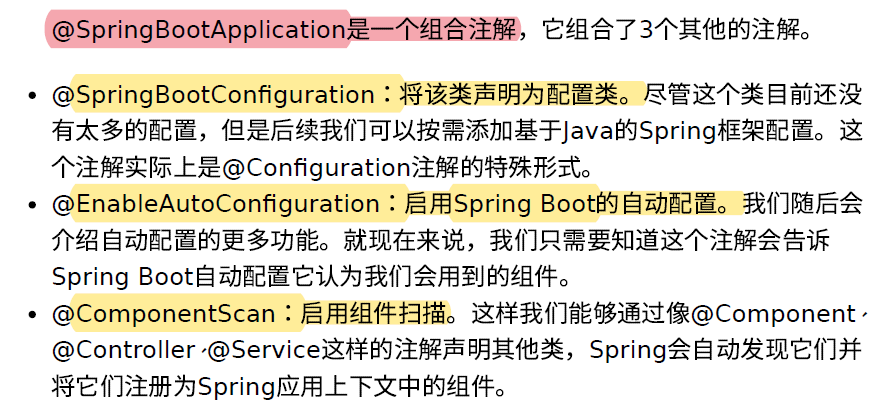 @SpringBootApplication是一个组合注解，它组合了3个其他的注解。
• @SpringBootConfiguration：将该类声明为配置类。尽管这个类目前还没
有太多的配置，但是后续我们可以按需添加基于Java的Spring框架配置。这
个注解实际上是@Configuration注解的特殊形式。
• @EnableAutoConfiguration：启用Spring Boot的自动配置。我们随后会
介绍自动配置的更多功能。就现在来说，我们只需要知道这个注解会告诉
Spring Boot自动配置它认为我们会用到的组件。
• @ComponentScan：启用组件扫描。这样我们能够通过像@Component、
@Controller、@Service这样的注解声明其他类，Spring会自动发现它们并
将它们注册为Spring应用上下文中的组件。